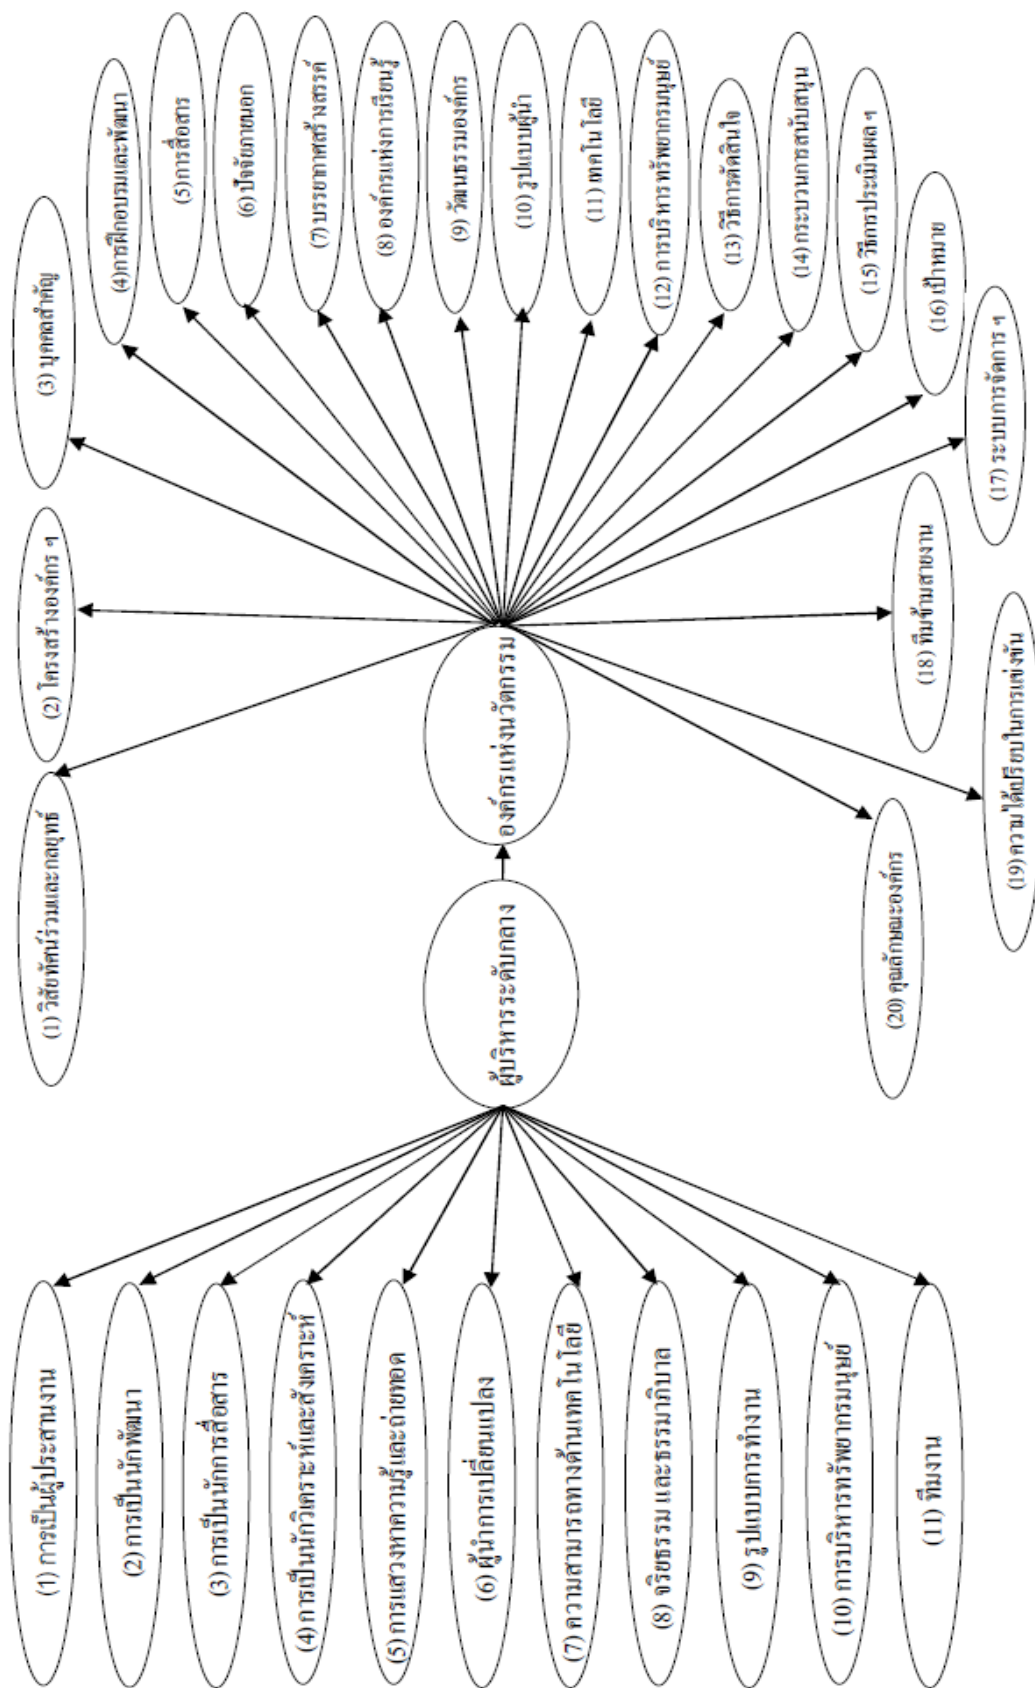 (1) การเป็นผู้ประสานงาน
(2) การเป็นนักพัฒนา
(3) การเป็นนักการสื่อสาร
(4) การเป็นนักวิเคราะห์และสังเคราะห์
(5) การแสวงหาความรู้และถ่ายทอด
(6) ผู้นำการเปลี่ยนแปลง
(7) ความสามารถทางด้านเทคโนโลยี
(8) จริยธรรม และธรรมาภิบาล
(9) รูปแบบการทำงาน
(10) การบริหารทรัพยากรมนุษย์
(11) ทีมงาน
ผู้บริหารระดับกลาง
องค์กรแห่งนวัตกรรม
(1) วิสัยทัศน์ร่วมและกลยุทธ์
(2) โครงสร้างองค์กร ฯ
(3) บุคคลสำคัญ
(4)การฝึกอบรมและพัฒนา
(5)การสื่อสาร
(6) ปัจจัยภายนอก
(7) บรรยากาศสร้างสรรค์
(8) องค์กรแห่งการเรียนรู้
(9) วัฒนธรรมองค์กร
(10) รูปแบบผู้นำ
(11) เทคโนโลยี
(12) การบริหารทรัพยากรมนุษย์
(13) วิธีการตัดสินใจ
(14) กระบวนการสนับสนุน
(15) วิธีการประเมินผล ฯ
(16) เป้าหมาย
(17) ระบบการจัดการ ฯ
(18) ทีมข้ามสายงาน
(19) ความได้เปรียบในการแข่งขัน
(20) คุณลักษณะองค์กร